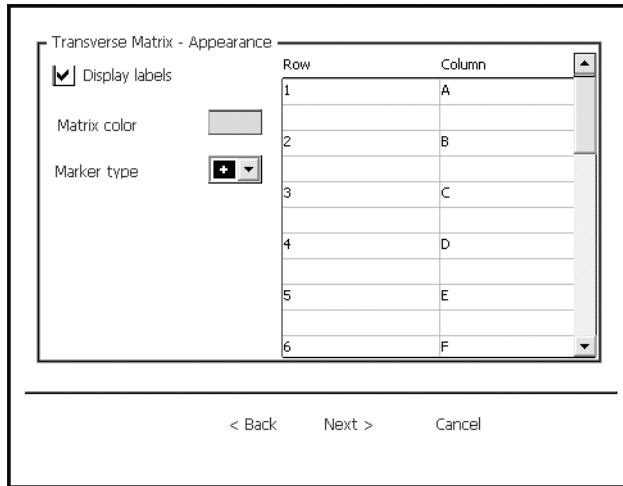 Transverse Matrix - Appearance
Display labels
Matrix color
Marker type
Row Column
1 A
2 B
3 C
4 D
5 E
6 F
< Back Next > Cancel